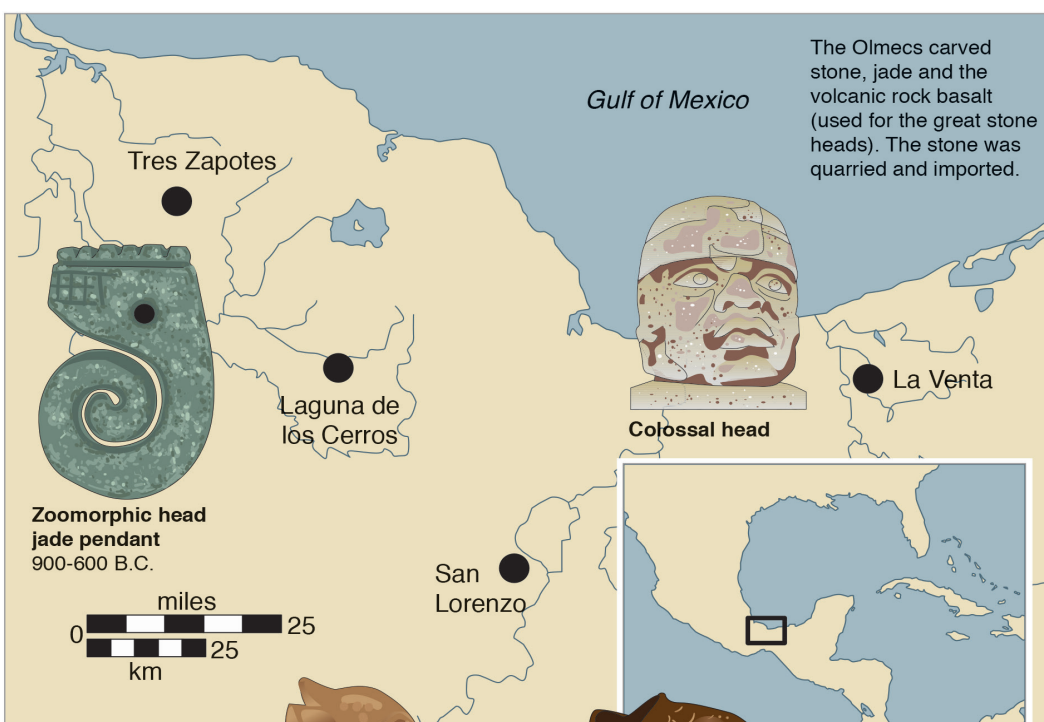 The Olmecs carved
stone, jade and the
volcanic rock basalt
(used for the great stone
heads). The stone was
quarried and imported.
Gulf of Mexico
Tres Zapotes
Laguna de
los Cerros
La Venta
Colossal head
Zoomorphic head
jade pendant
900-600 B.C.
San
Lorenzo
miles
0
25
25
km